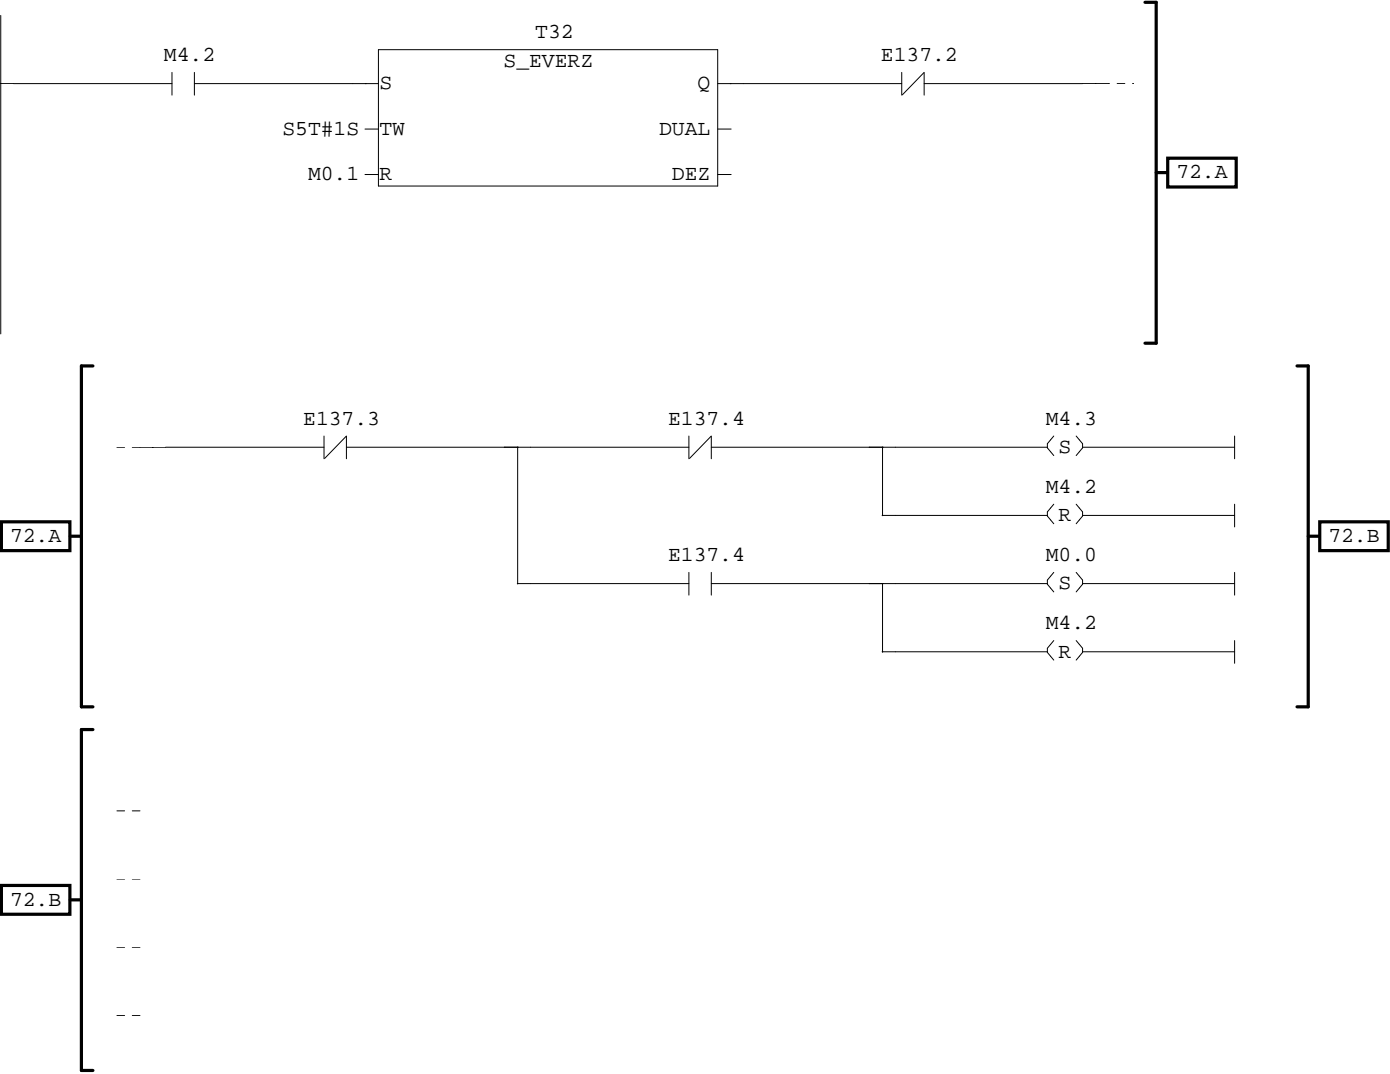 T32
M4.2
S_EVERZ
E137.2
S
Q
S5T#1S
TW
DUAL
M0.1
R
DEZ
72.A
E137.3
E137.4
M4.3
S
M4.2
R
72.A
72.B
E137.4
M0.0
S
M4.2
R
72.B